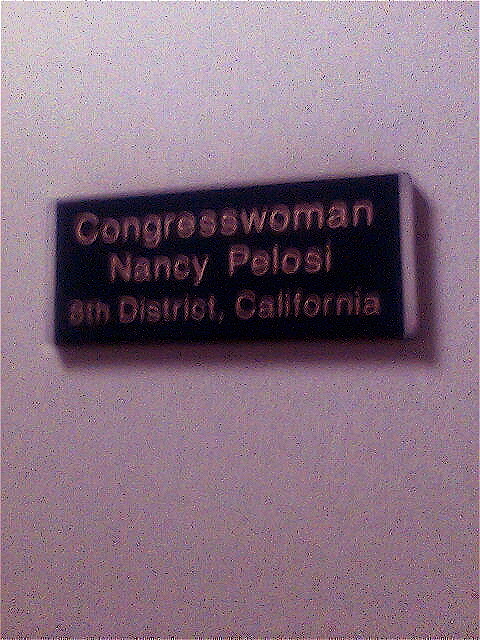 Congresswoman
Nancy Pelosi
8th District, California